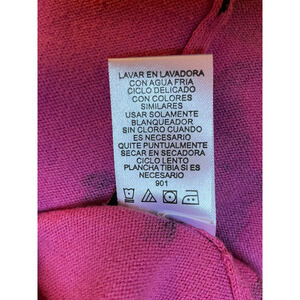 LAVAR EN LAVADORA
CON AGUA FRIA
CICLO DELICADO
CON COLORES
SIMILARES
USAR SOLAMENTE
BLANQUEADOR
SIN CLORO CUANDO
ES NECESARIO
QUITE PUNTUALMENTE
SECAR EN SECADORA
CICLO LENTO
PLANCHA TIBIA SI ES
NECESARIO
901